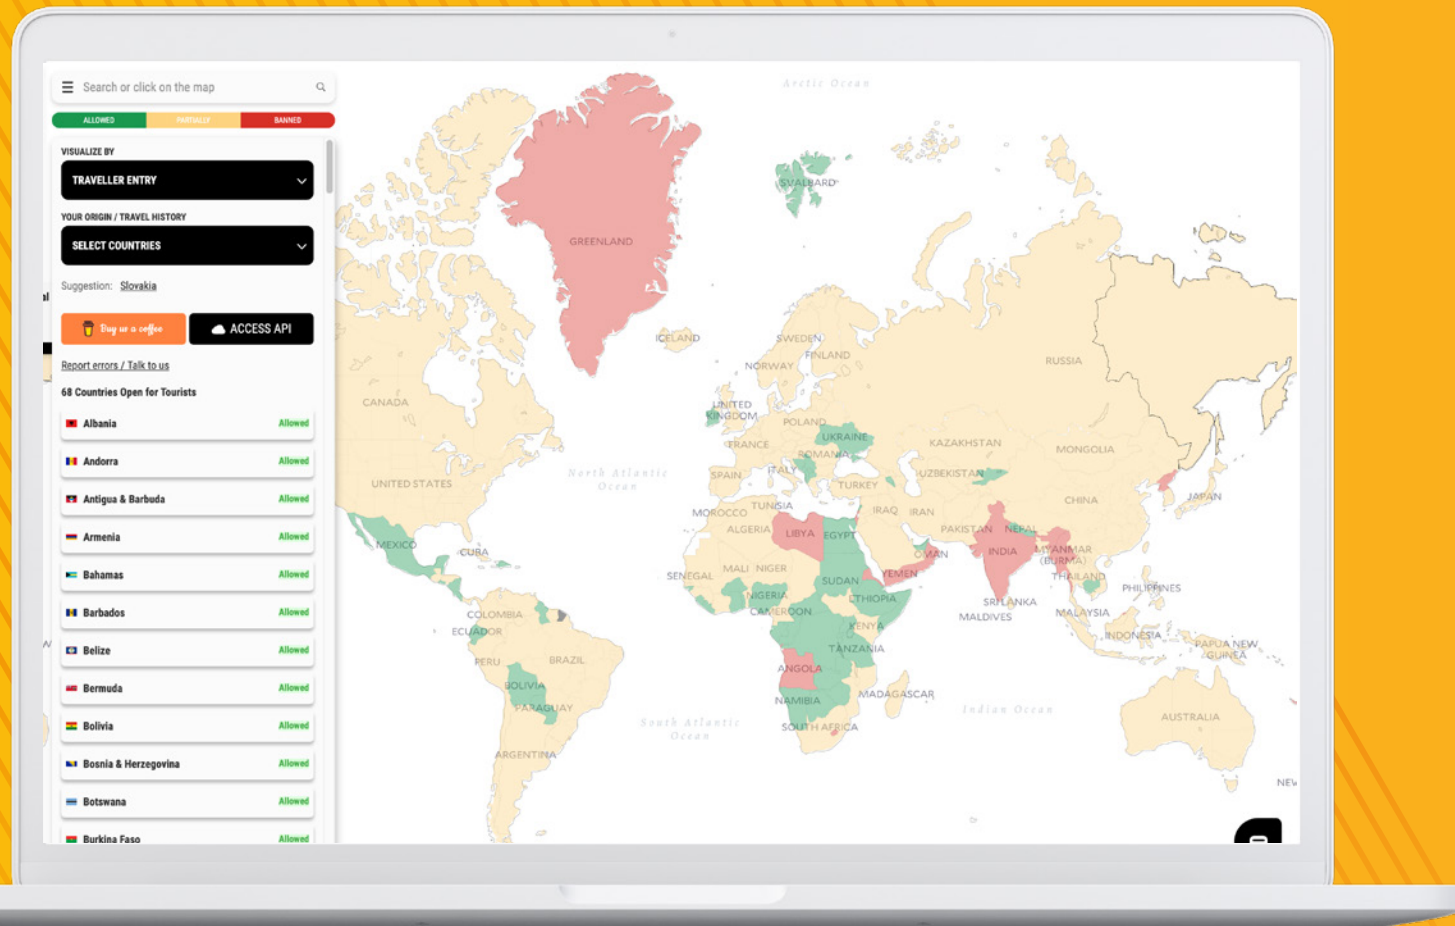 Search or click on the map
ALLOWED PARTIALLY BANNED
VISUALIZE BY
TRAVELLER ENTRY
YOUR ORIGIN / TRAVEL HISTORY
SELECT COUNTRIES
Suggestion: Slovakia
Buy us a coffee
ACCESS API
Report errors / Talk to us
68 Countries Open for Tourists
Albania Allowed
Andorra Allowed
Antigua & Barbuda Allowed
Armenia Allowed
Bahamas Allowed
Barbados Allowed
Belize Allowed
Bermuda Allowed
Bolivia Allowed
Bosnia & Herzegovina Allowed
Botswana Allowed
Burkina Faso Allowed
Arctic Ocean
SVALBARD
GREENLAND
ICELAND
SWEDEN
FINLAND
NORWAY
RUSSIA
CANADA
UNITED
KINGDOM
POLAND
UKRAINE
KAZAKHSTAN
MONGOLIA
FRANCE
ROMANIA
North Atlantic
Ocean
ITALY
SPAIN
UZBEKISTAN
UNITED STATES
TURKEY
CHINA
JAPAN
MOROCCO
TUNISIA
IRAQ
IRAN
ALGERIA
LIBYA
EGYPT
PAKISTAN
NEPAL
MEXICO
CUBA
OMAN
INDIA
MYANMAR
(BURMA)
MALI
NIGER
SENEGAL
SUDAN
YEMEN
THAILAND
PHILIPPINES
NIGERIA
ETHIOPIA
SRI LANKA
COLOMBIA
CAMEROON
MALDIVES
MALAYSIA
ECUADOR
KENYA
INDONESIA
PAPUA NEW
GUINEA
TANZANIA
PERU
BRAZIL
ANGOLA
BOLIVIA
MADAGASCAR
NAMIBIA
PARAGUAY
Indian Ocean
South Atlantic
Ocean
SOUTH AFRICA
AUSTRALIA
ARGENTINA
NEW